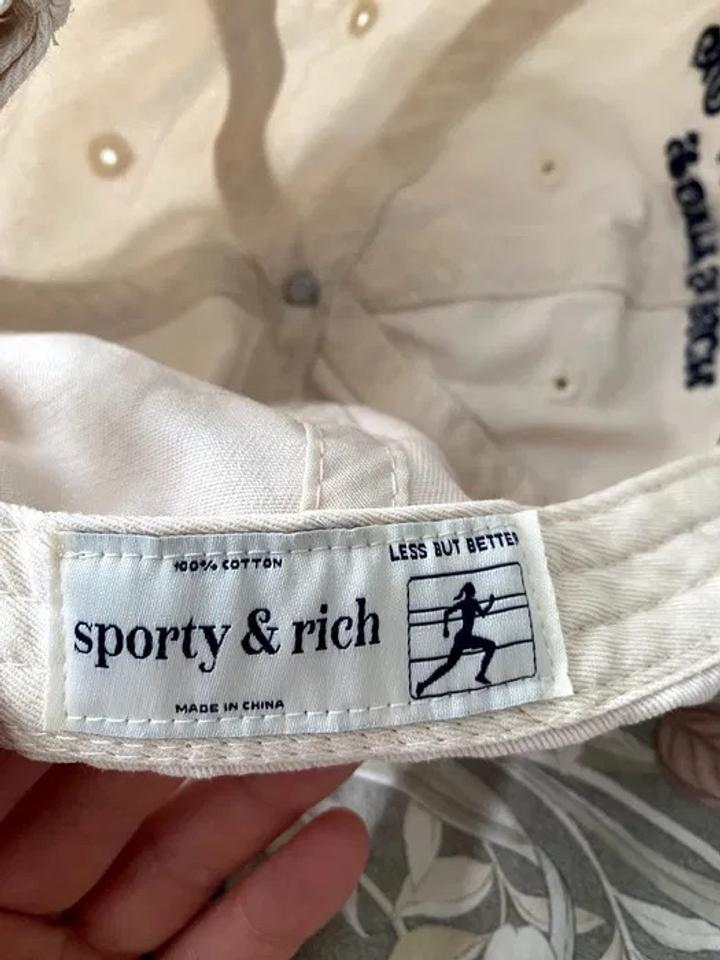 100% COTTON
LESS BUT BETTER
sporty & rich
MADE IN CHINA